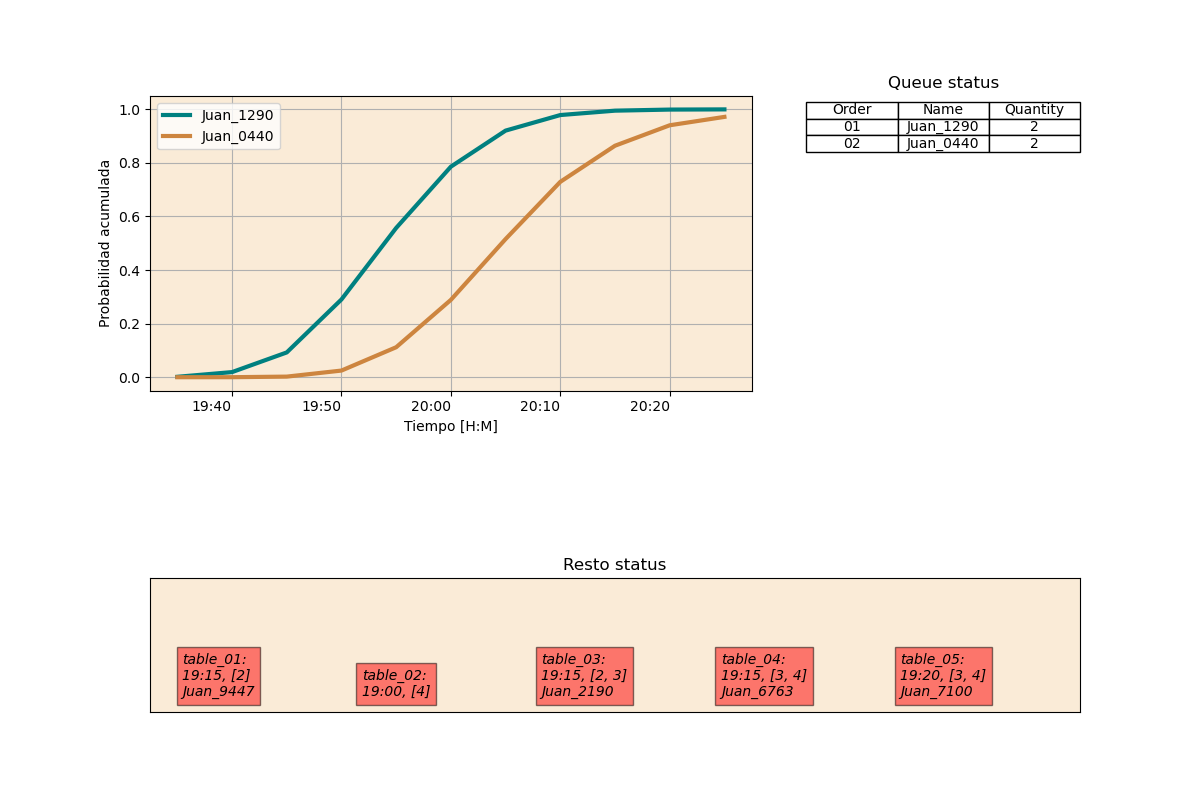 Juan_1290
Juan_0440
Probabilidad acumulada
1.0
0.8
0.6
0.4
0.2
0.0
19:40 19:50 20:00 20:10 20:20
Tiempo [H:M]
Queue status
Order Name Quantity
01 Juan_1290 2
02 Juan_0440 2
Resto status
table_01:
19:15, [2]
Juan_9447
table_02:
19:00, [4]
table_03:
19:15, [2, 3]
Juan_2190
table_04:
19:15, [3, 4]
Juan_6763
table_05:
19:20, [3, 4]
Juan_7100